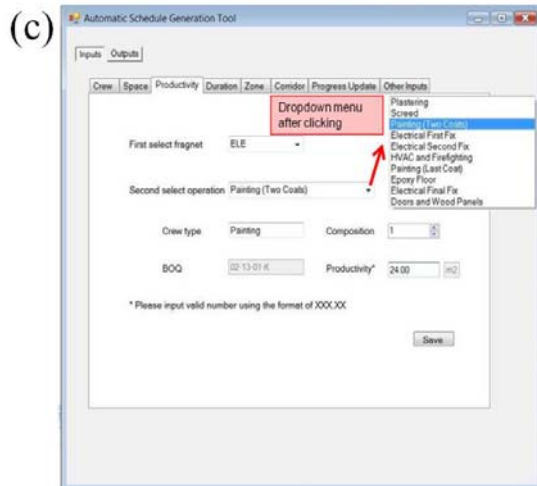 (c)
Automatic Schedule Generation Tool
Inputs Outputs
Crew Space Productivity Duration Zone Corridor Progress Update Other Inputs
Dropdown menu
after clicking
Plastering
Screed
Painting (Two Coats)
Electrical First Fix
Electrical Second Fix
HVAC and Firefighting
Painting (Last Coat)
Epoxy Floor
Electrical Final Fix
Doors and Wood Panels
First select fragnet ELE
Second select operation Painting (Two Coats)
Crew type Painting Composition 1
BOQ 02-13-01-K Productivity* 24.00 m2
* Please input valid number using the format of XXX.XX
Save